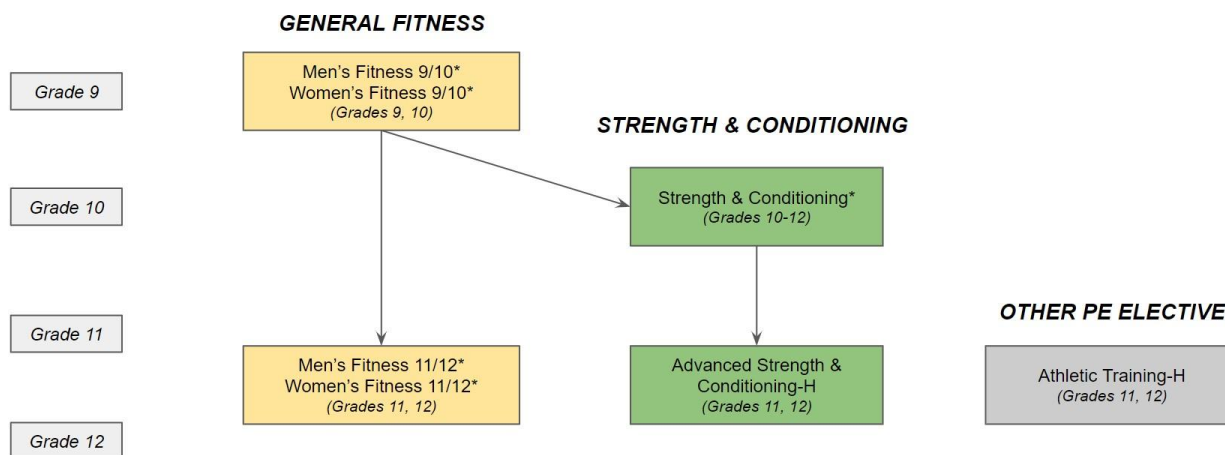 GENERAL FITNESS
Grade 9
Men's Fitness 9/10*
Women's Fitness 9/10*
(Grades 9, 10)
STRENGTH & CONDITIONING
Grade 10
Strength & Conditioning*
(Grades 10-12)
OTHER PE ELECTIVE
Grade 11
Men's Fitness 11/12*
Women's Fitness 11/12*
(Grades 11, 12)
Advanced Strength &
Conditioning-H
(Grades 11, 12)
Athletic Training-H
(Grades 11, 12)
Grade 12